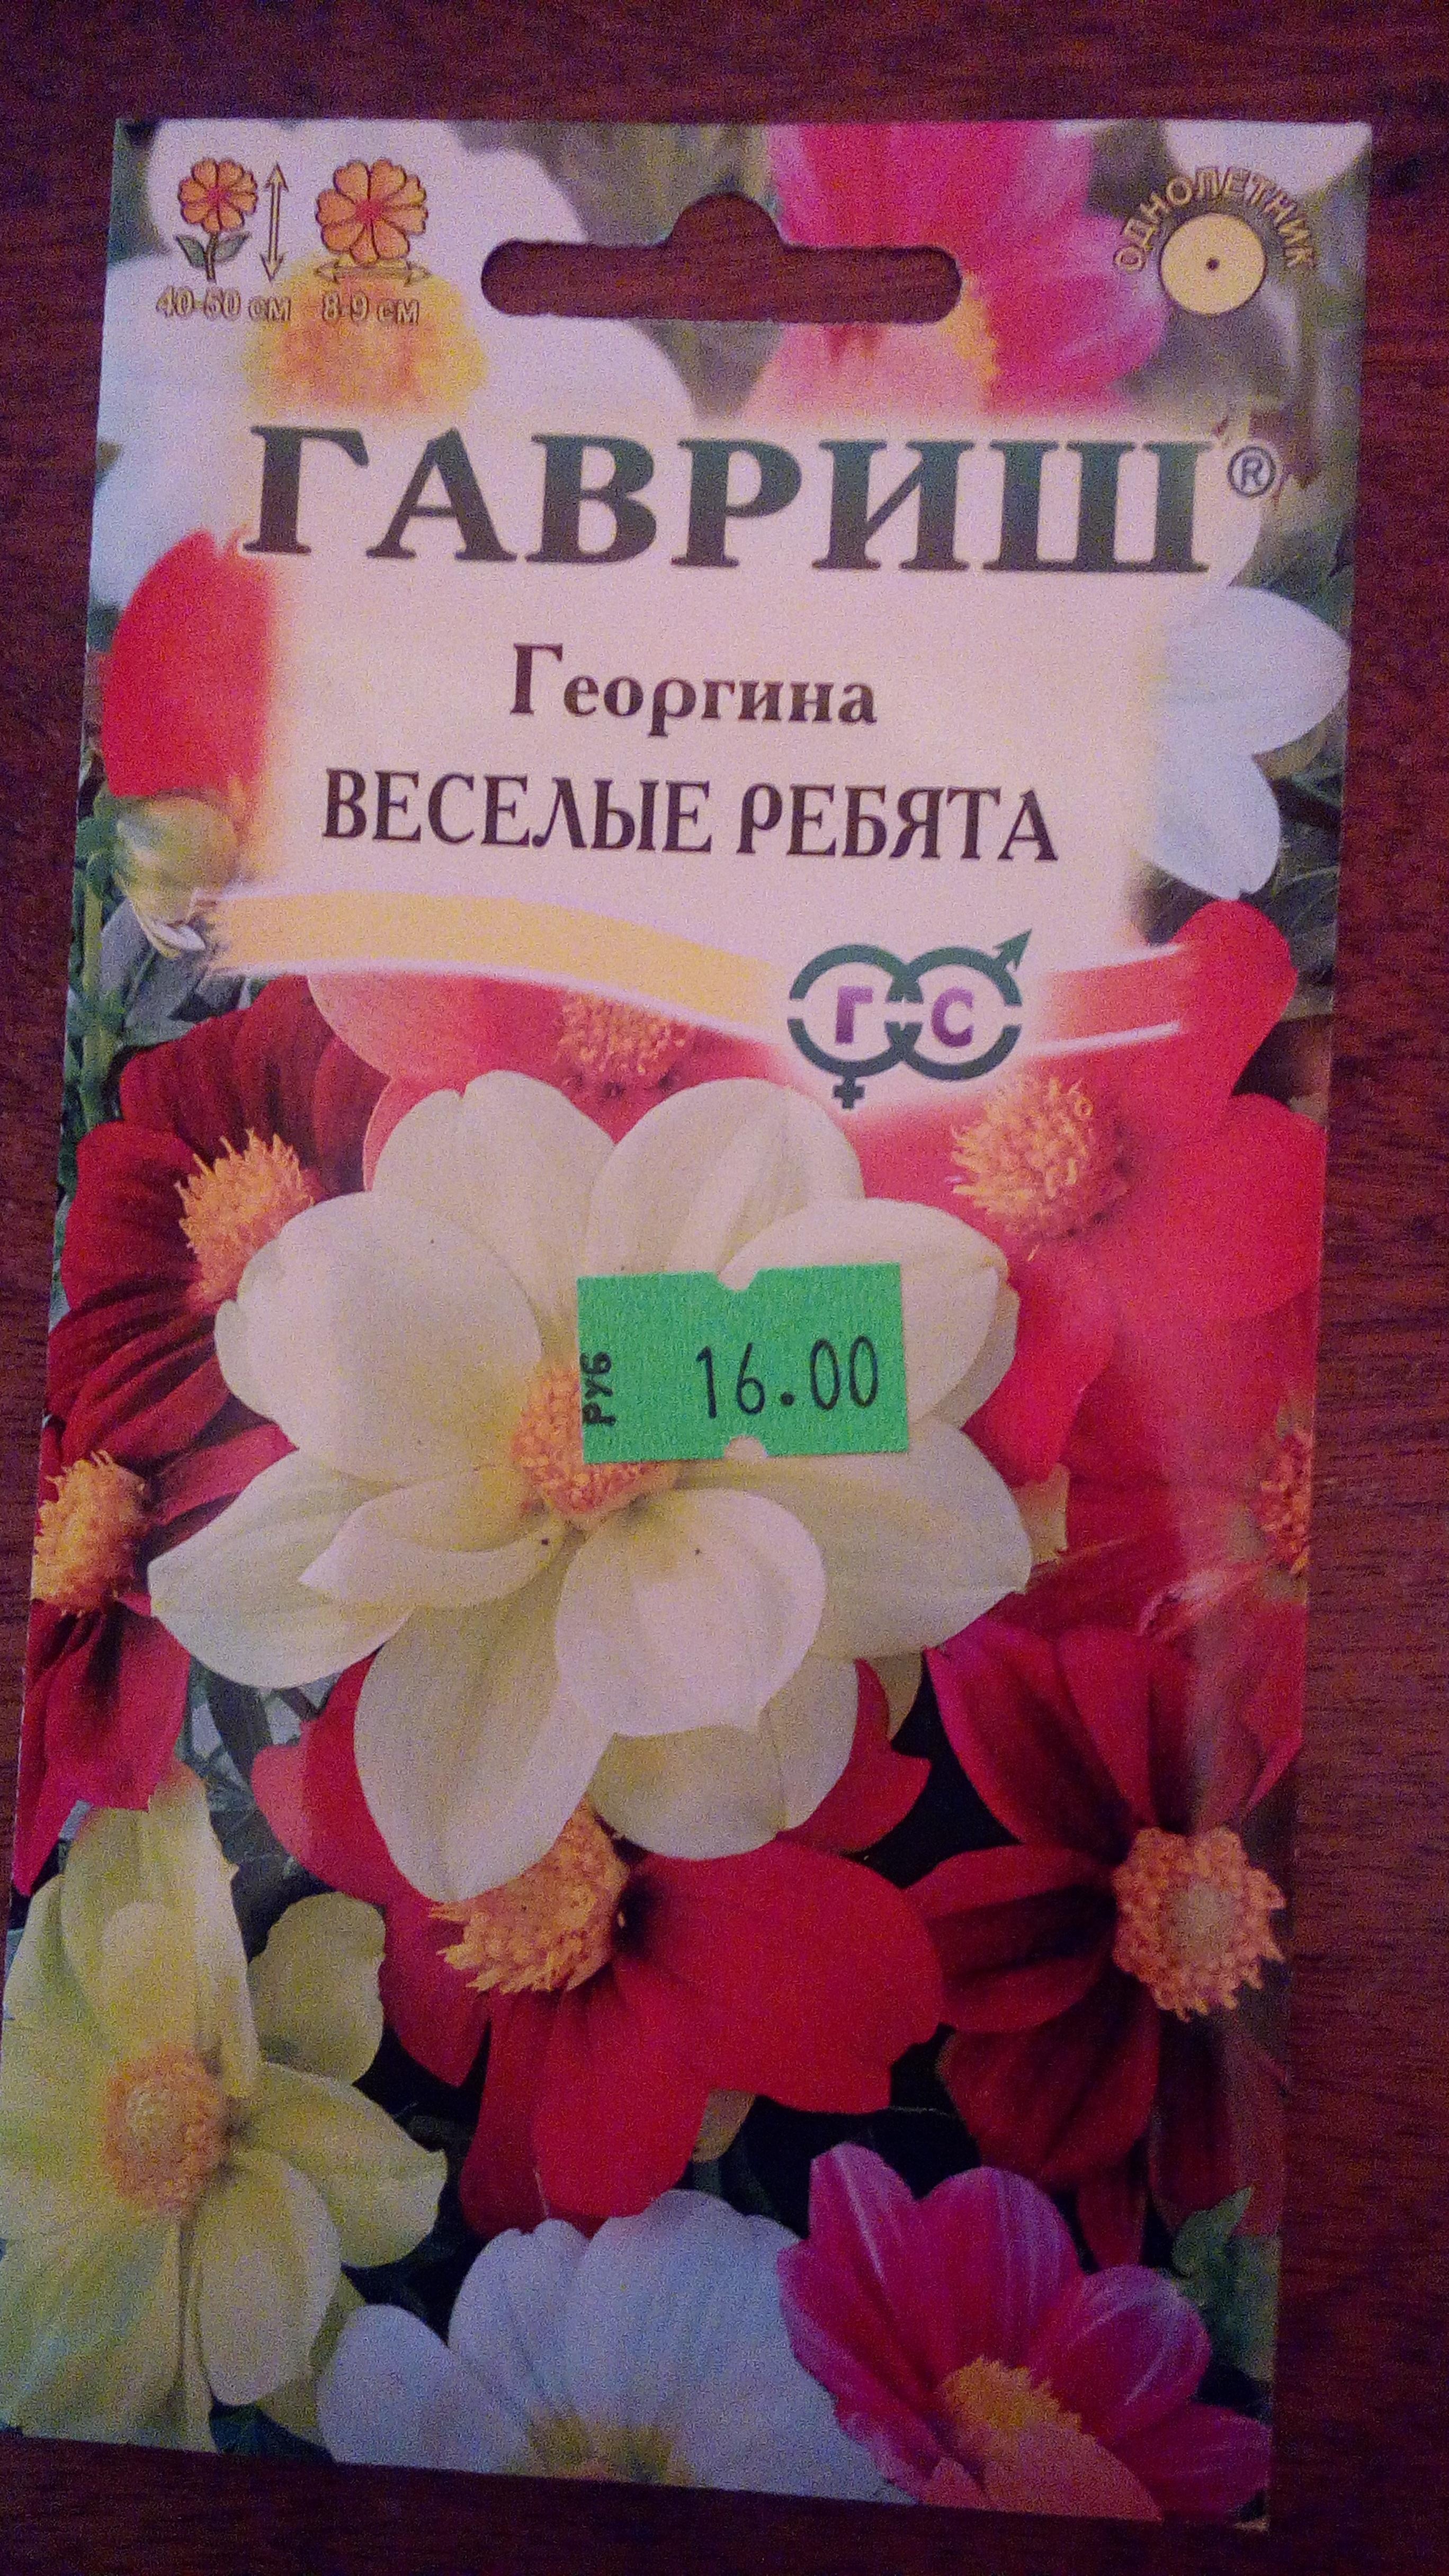 40-50 см 8-9 см
ОДНОЛЕТНИК
ГАВРИШ®
Георгина
ВЕСЕЛЫЕ РЕБЯТА
Г С
РУБ 16.00